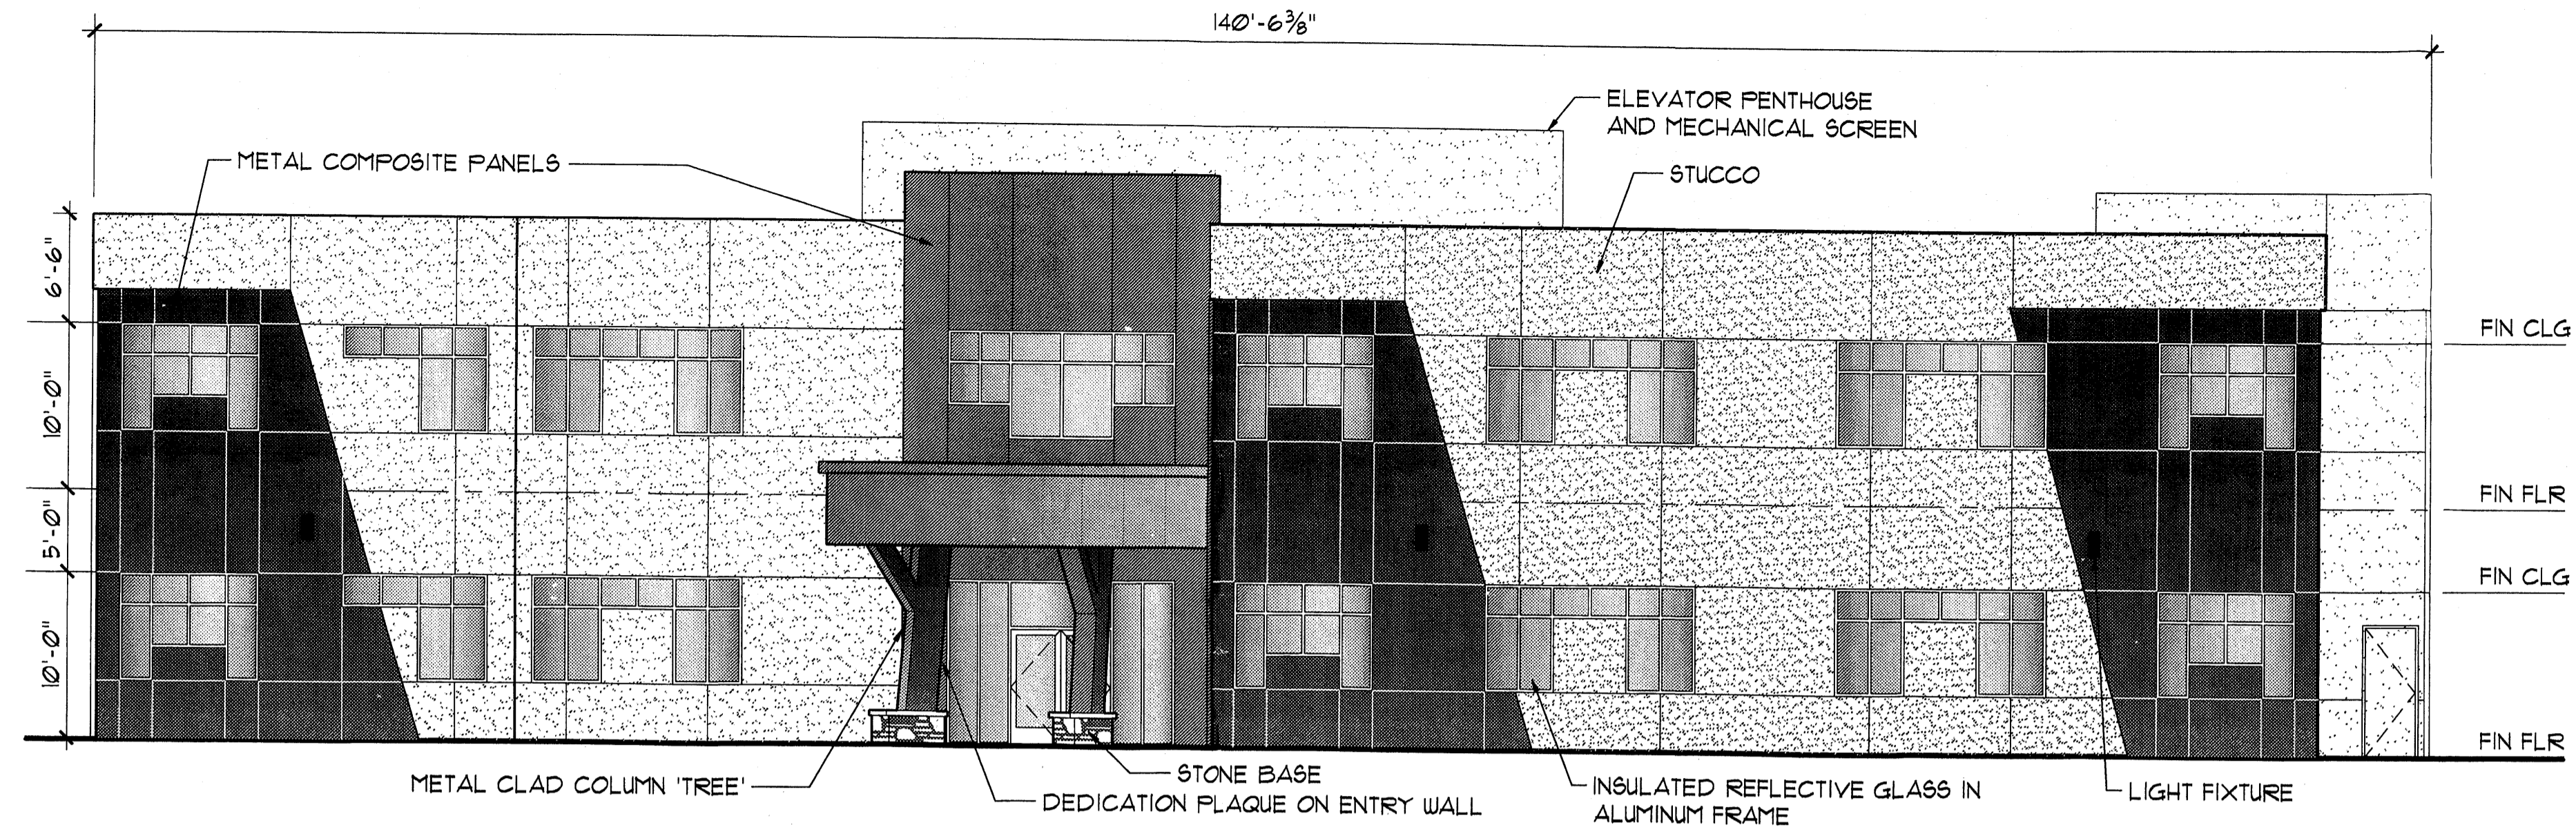 140'-6⅜"
ELEVATOR PENTHOUSE
AND MECHANICAL SCREEN
METAL COMPOSITE PANELS
STUCCO
6'-6"
FIN CLG
10'-0"
FIN FLR
5'-0"
FIN CLG
10'-0"
FIN FLR
METAL CLAD COLUMN 'TREE'
STONE BASE
DEDICATION PLAQUE ON ENTRY WALL
INSULATED REFLECTIVE GLASS IN
ALUMINUM FRAME
LIGHT FIXTURE